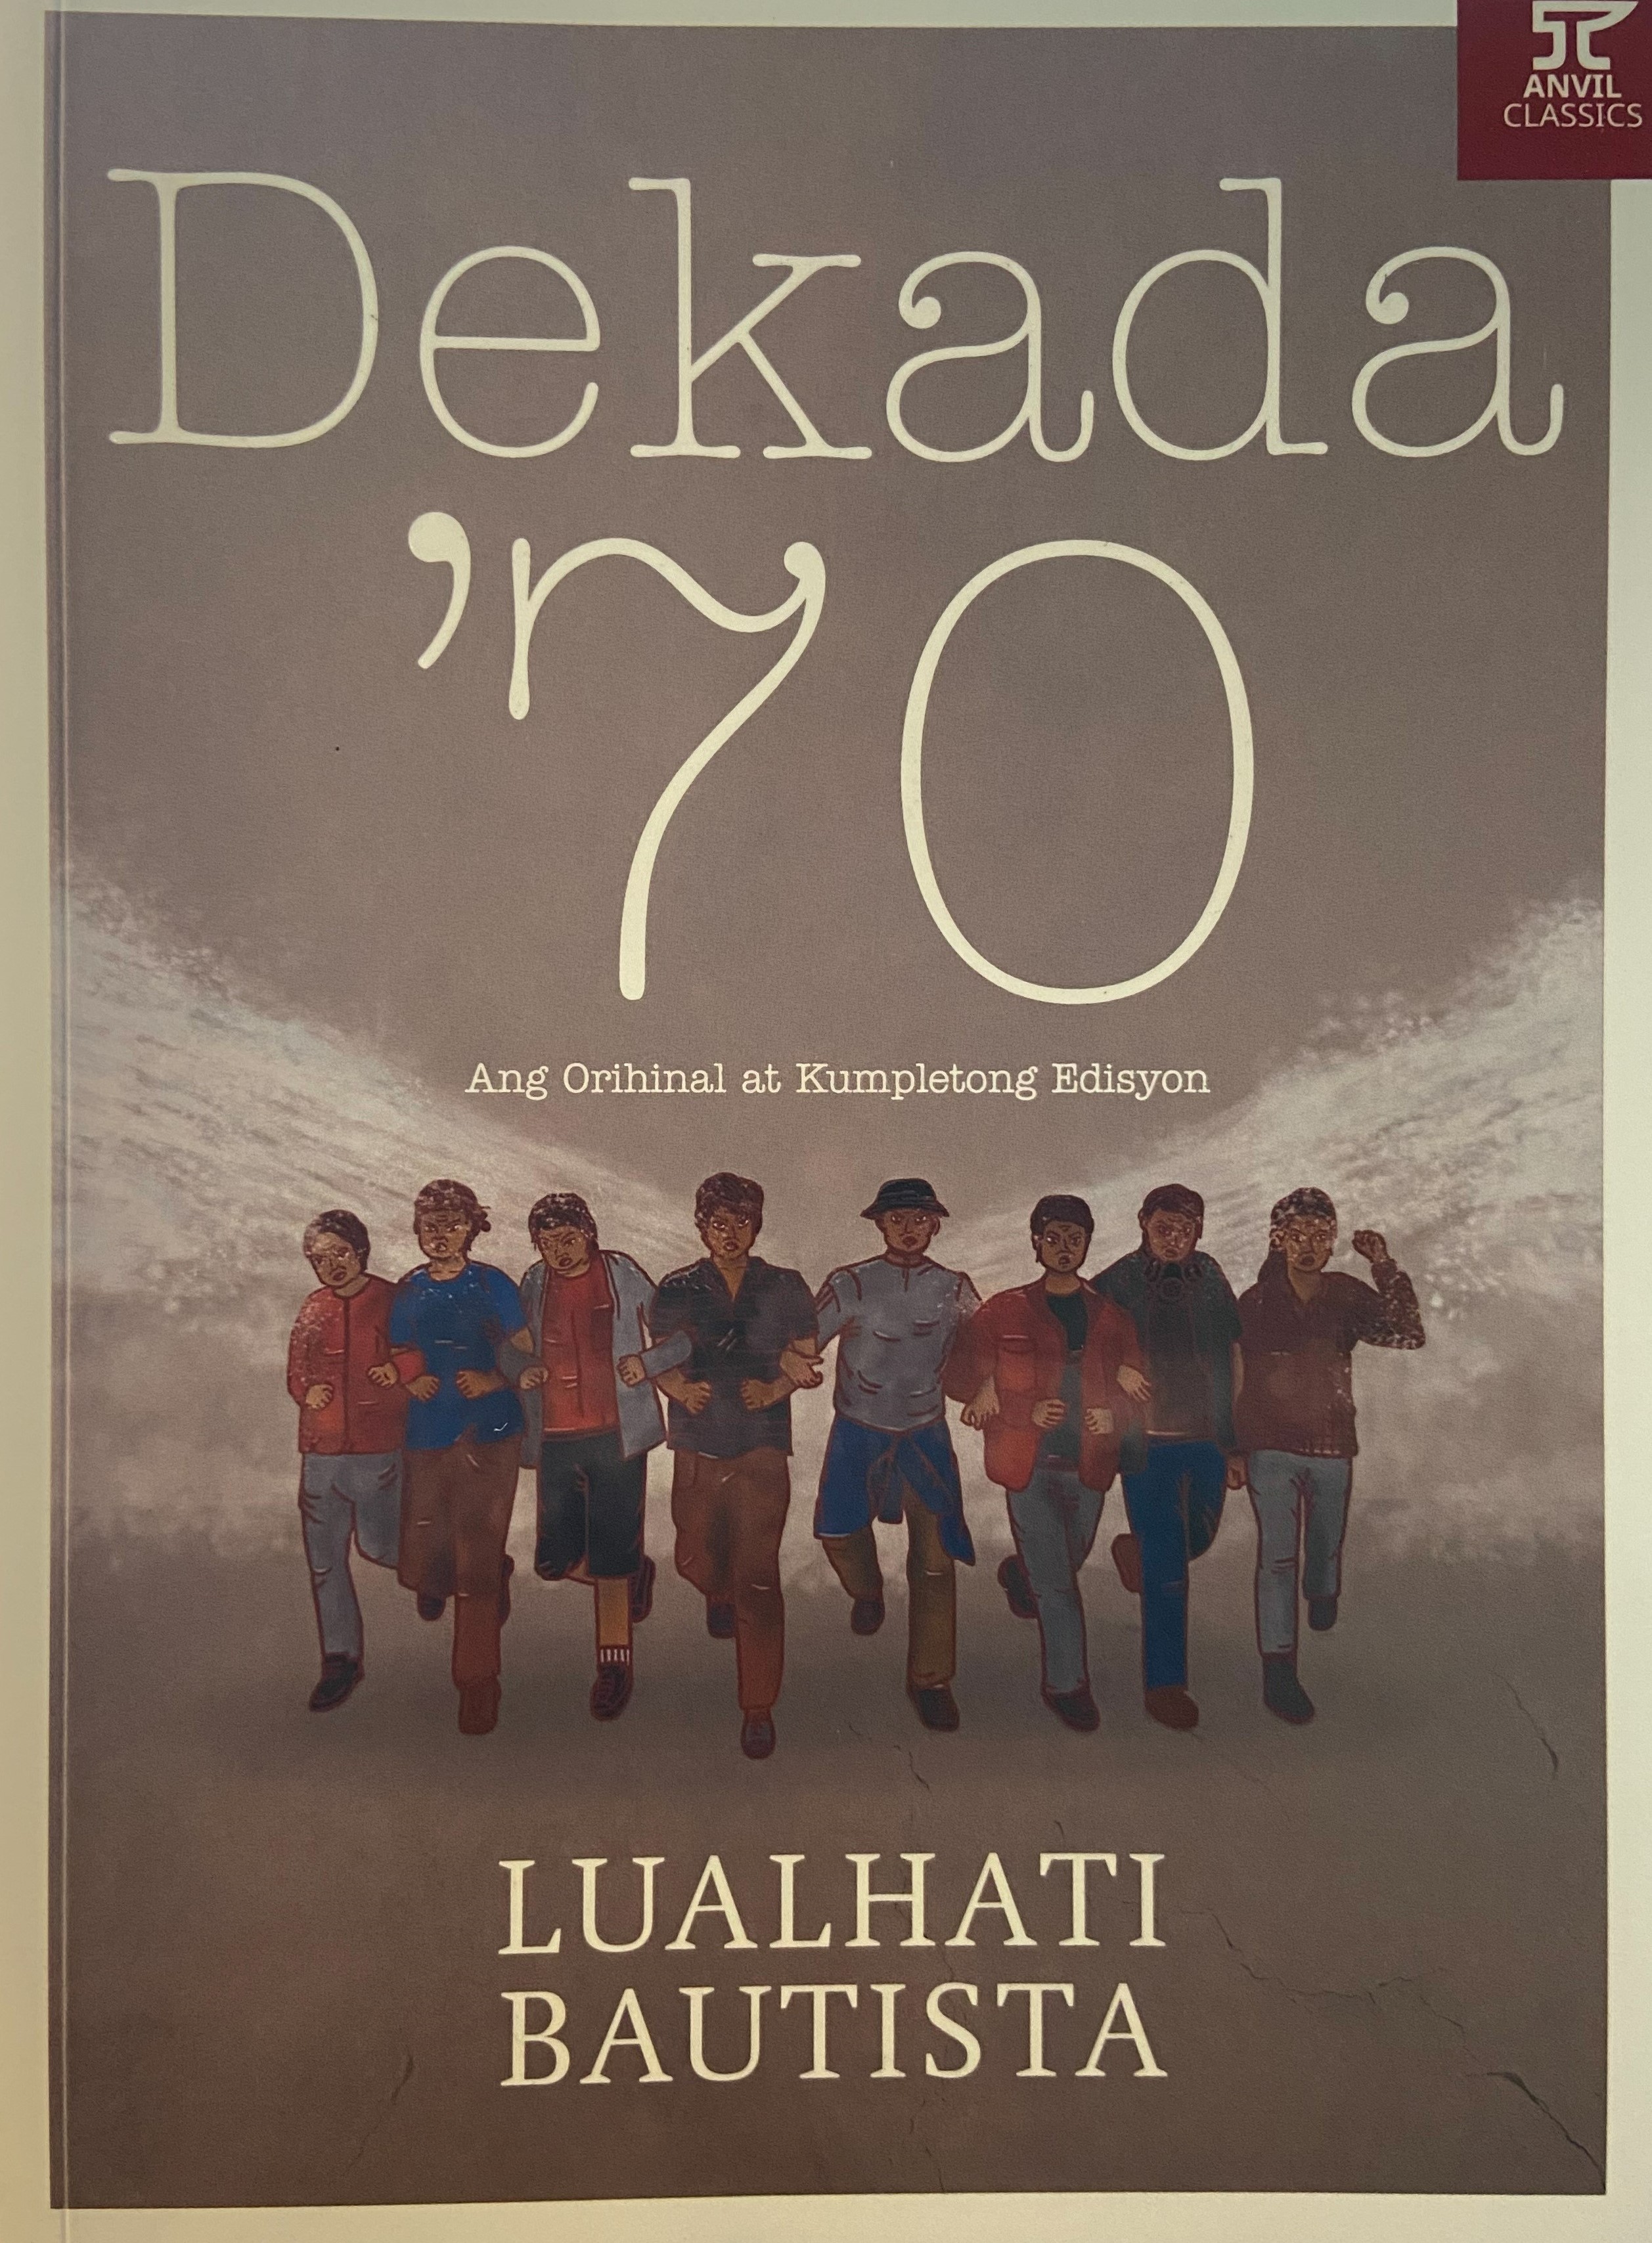 ANVIL
CLASSICS
Dekada
’70
Ang Orihinal at Kumpletong Edisyon
LUALHATI
BAUTISTA